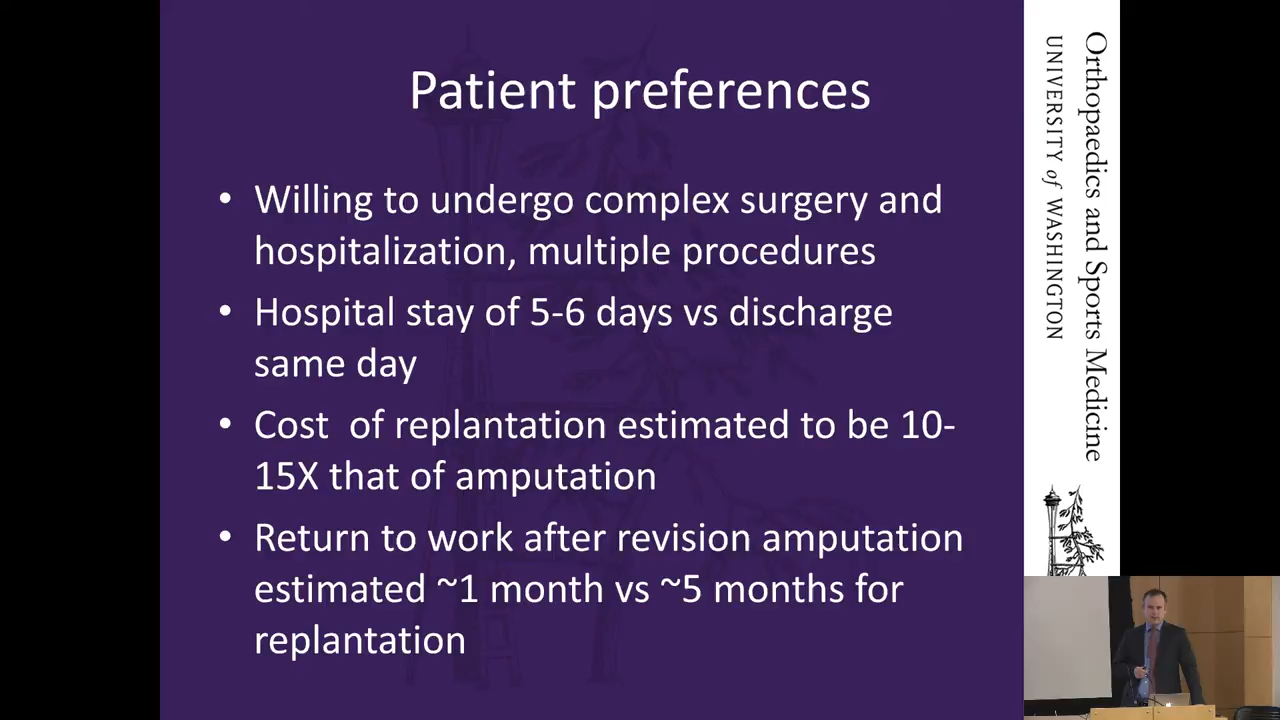 Patient preferences
• Willing to undergo complex surgery and
hospitalization, multiple procedures
• Hospital stay of 5-6 days vs discharge
same day
• Cost  of replantation estimated to be 10-
15X that of amputation
• Return to work after revision amputation
estimated ~1 month vs ~5 months for
replantation
Orthopaedics and Sports Medicine
UNIVERSITY of WASHINGTON